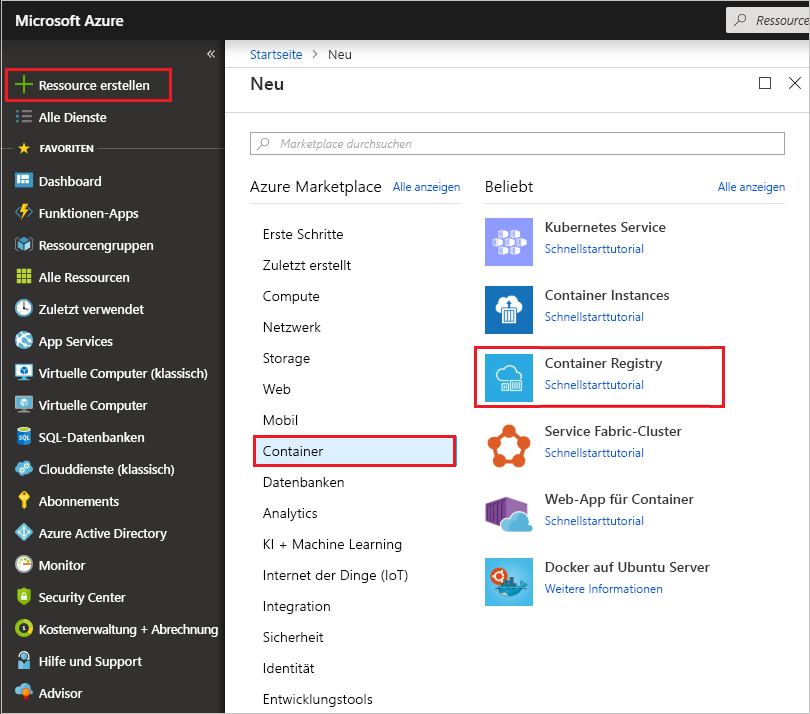 Microsoft Azure
Ressource
«
Ressource erstellen
Alle Dienste
FAVORITEN
Dashboard
Funktionen-Apps
Ressourcengruppen
Alle Ressourcen
Zuletzt verwendet
App Services
Virtuelle Computer (klassisch)
Virtuelle Computer
SQL-Datenbanken
Clouddienste (klassisch)
Abonnements
Azure Active Directory
Monitor
Security Center
Kostenverwaltung + Abrechnung
Hilfe und Support
Advisor
Startseite > Neu
Neu
Marketplace durchsuchen
Azure Marketplace Alle anzeigen
Erste Schritte
Zuletzt erstellt
Compute
Netzwerk
Storage
Web
Mobil
Container
Datenbanken
Analytics
KI + Machine Learning
Internet der Dinge (IoT)
Integration
Sicherheit
Identität
Entwicklungstools
Beliebt Alle anzeigen
Kubernetes Service
Schnellstarttutorial
Container Instances
Schnellstarttutorial
Container Registry
Schnellstarttutorial
Service Fabric-Cluster
Schnellstarttutorial
Web-App für Container
Schnellstarttutorial
Docker auf Ubuntu Server
Weitere Informationen